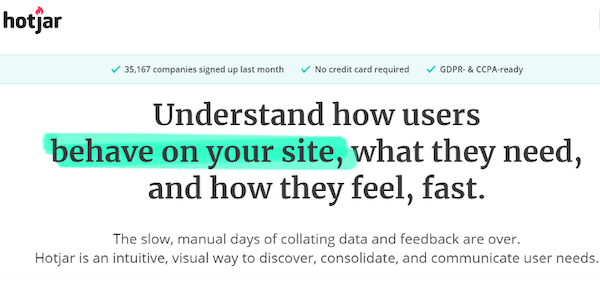 hotjar
35,167 companies signed up last month No credit card required GDPR- & CCPA-ready
Understand how users
behave on your site, what they need,
and how they feel, fast.
The slow, manual days of collating data and feedback are over.
Hotjar is an intuitive, visual way to discover, consolidate, and communicate user needs.